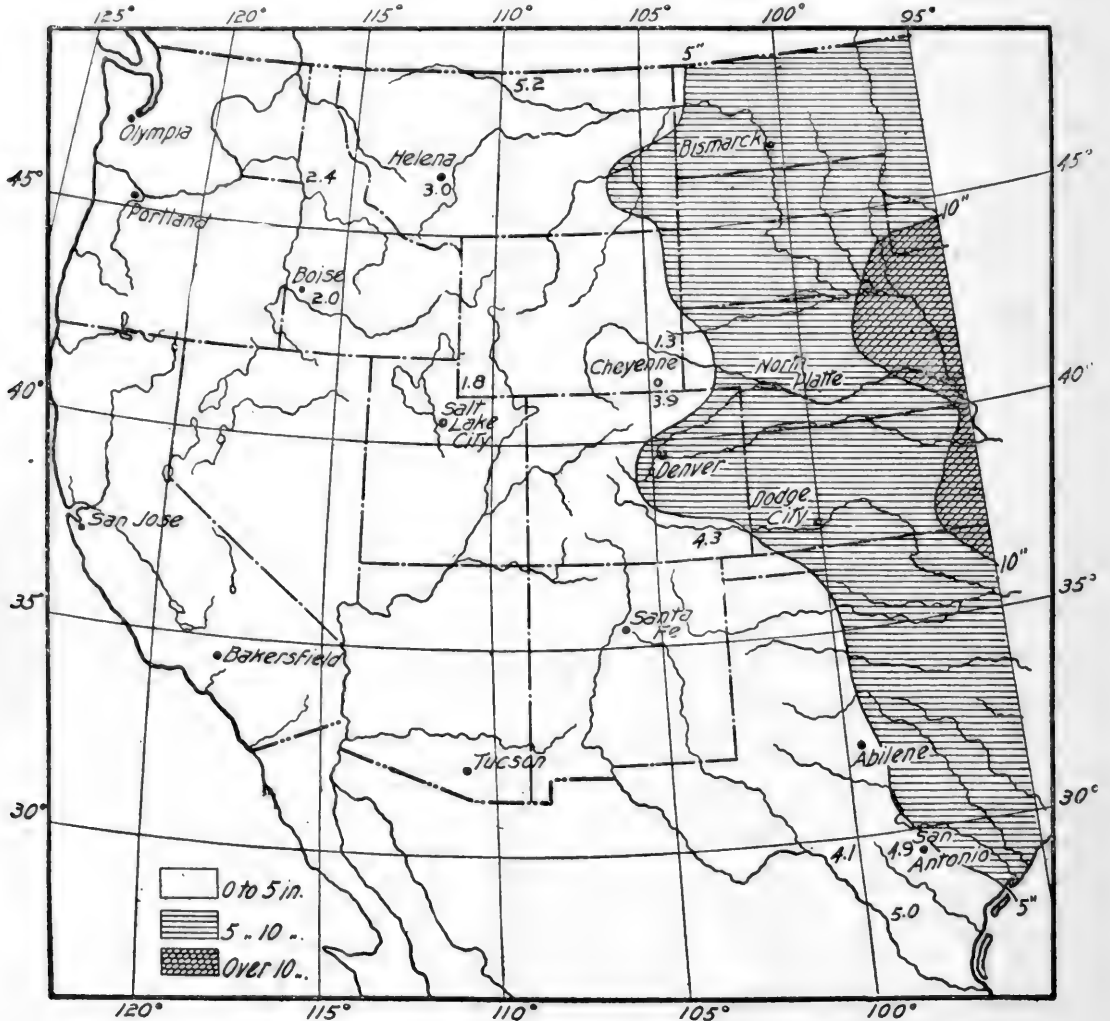 125° 120° 115° 110° 105° 100° 95°
5"
5.2
Olympia
Helena
3.0
Bismarck
45°
45°
2.4
Portland
10"
Boise
2.0
1.3
Cheyenne
3.9
North
Platte
40°
40°
1.8
Salt
Lake
City
Denver
Dodge
City
San Jose
4.3
10"
35°
35°
Santa
Fe
Bakersfield
Tucson
Abilene
30°
30°
4.1
4.9
San
Antonio
5.0
5"
0 to 5 in.
5 „ 10 „
Over 10 „
120° 115° 110° 105° 100°